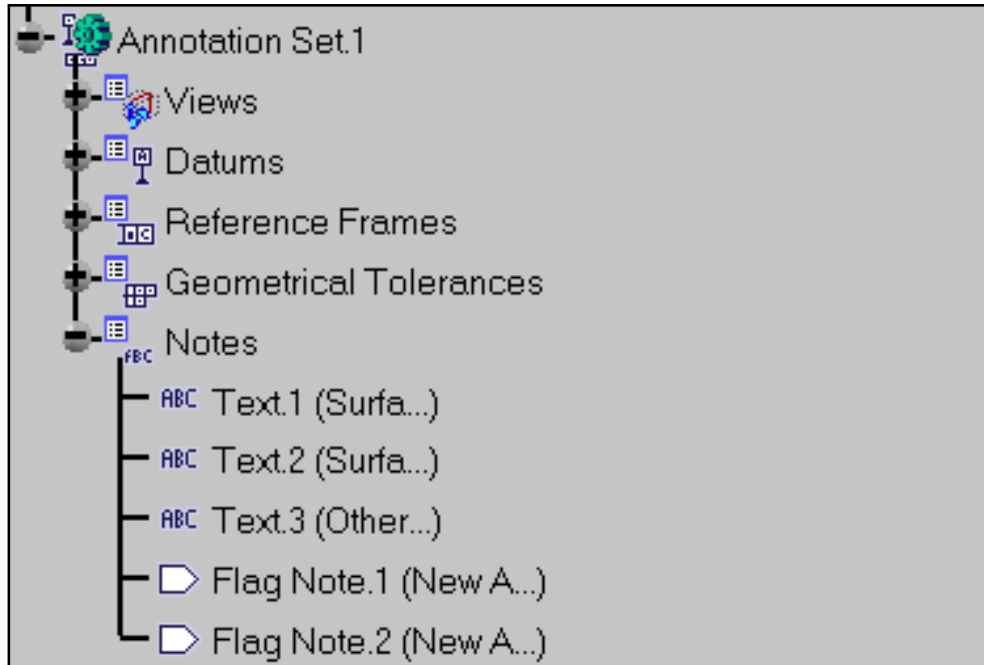 Annotation Set.1
Views
A Datums
Reference Frames
Geometrical Tolerances
ABC Notes
ABC Text.1 (Surfa...)
ABC Text.2 (Surfa...)
ABC Text.3 (Other...)
Flag Note.1 (New A...)
Flag Note.2 (New A...)